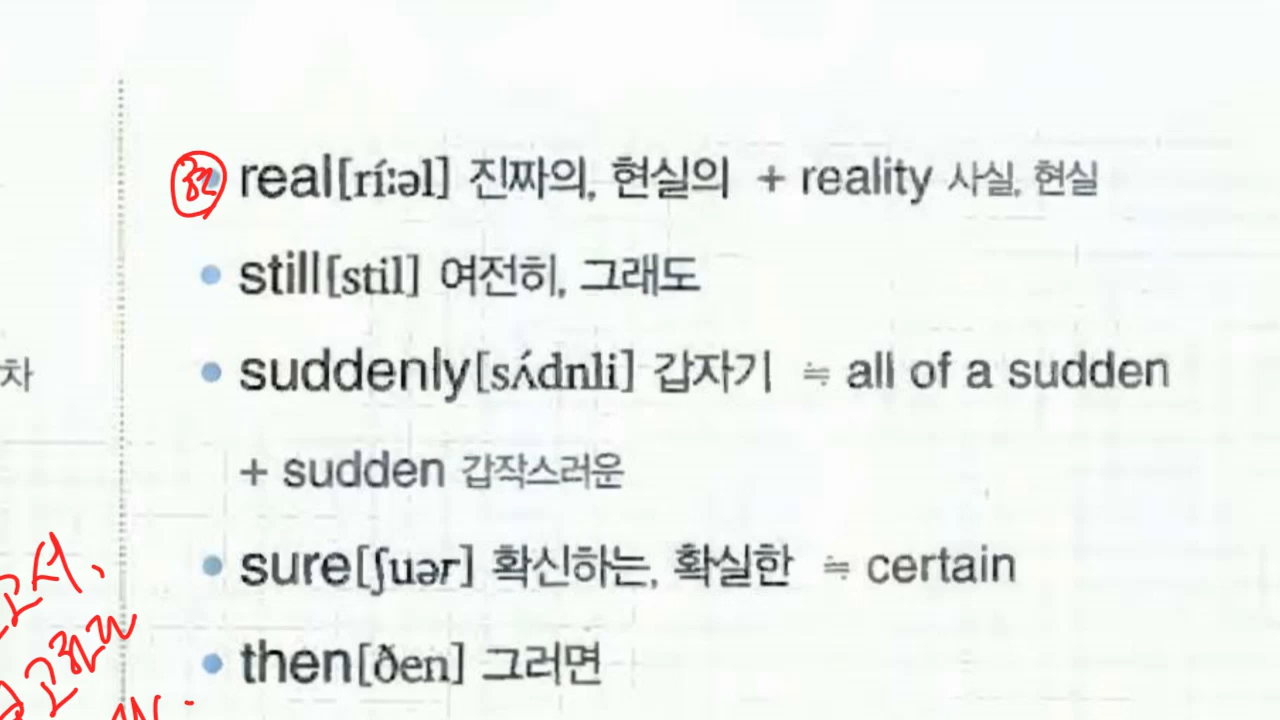 real[ríːəl] 진짜의, 현실의 + reality 사실, 현실
still[stil] 여전히, 그래도
suddenly[sʌ́dnli] 갑자기 ≒ all of a sudden
차
+ sudden 갑작스러운
sure[ʃuər] 확신하는, 확실한 ≒ certain
then[ðen] 그러면